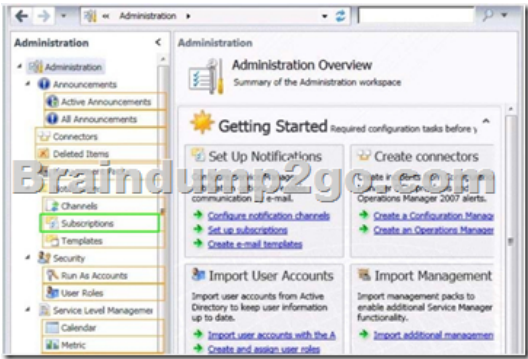 « Administration ▸
Administration
Administration
Announcements
Active Announcements
All Announcements
Connectors
Deleted Items
Channels
Subscriptions
Templates
Security
Run As Accounts
User Roles
Service Level Managemer
Calendar
Metric
Administration
Administration Overview
Summary of the Administration workspace
Getting Started Required configuration tasks before y
Set Up Notifications
communication
e-mail.
Configure notification channels
Set up subscriptions
Create e-mail templates
Create connectors
Operations Manager 2007 alerts.
Create a Configuration Manag
Create an Operations Manager
Braindump2go.com
Import User Accounts
Import user accounts from Active
Directory to keep user information
up to date.
Import user accounts with the A
Create and assign user roles
Import Management
Import management packs to
enable additional Service Manager
functionality.
Import additional managemen